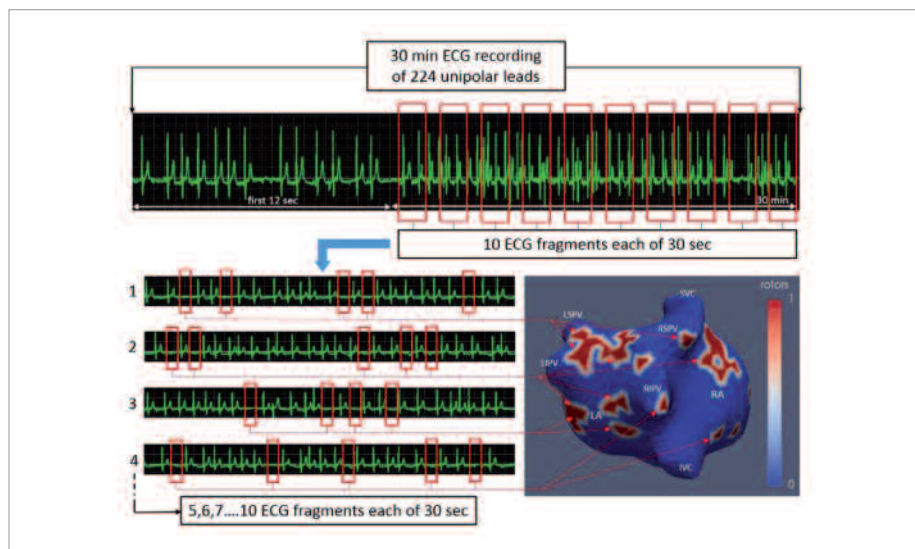 30 min ECG recording
of 224 unipolar leads
first 12 sec
30 min
10 ECG fragments each of 30 sec
1
2
3
4
5,6,7....10 ECG fragments each of 30 sec
rotors
1
0
SVC
LSPV
RSPV
LIPV
RIPV
RA
LA
IVC